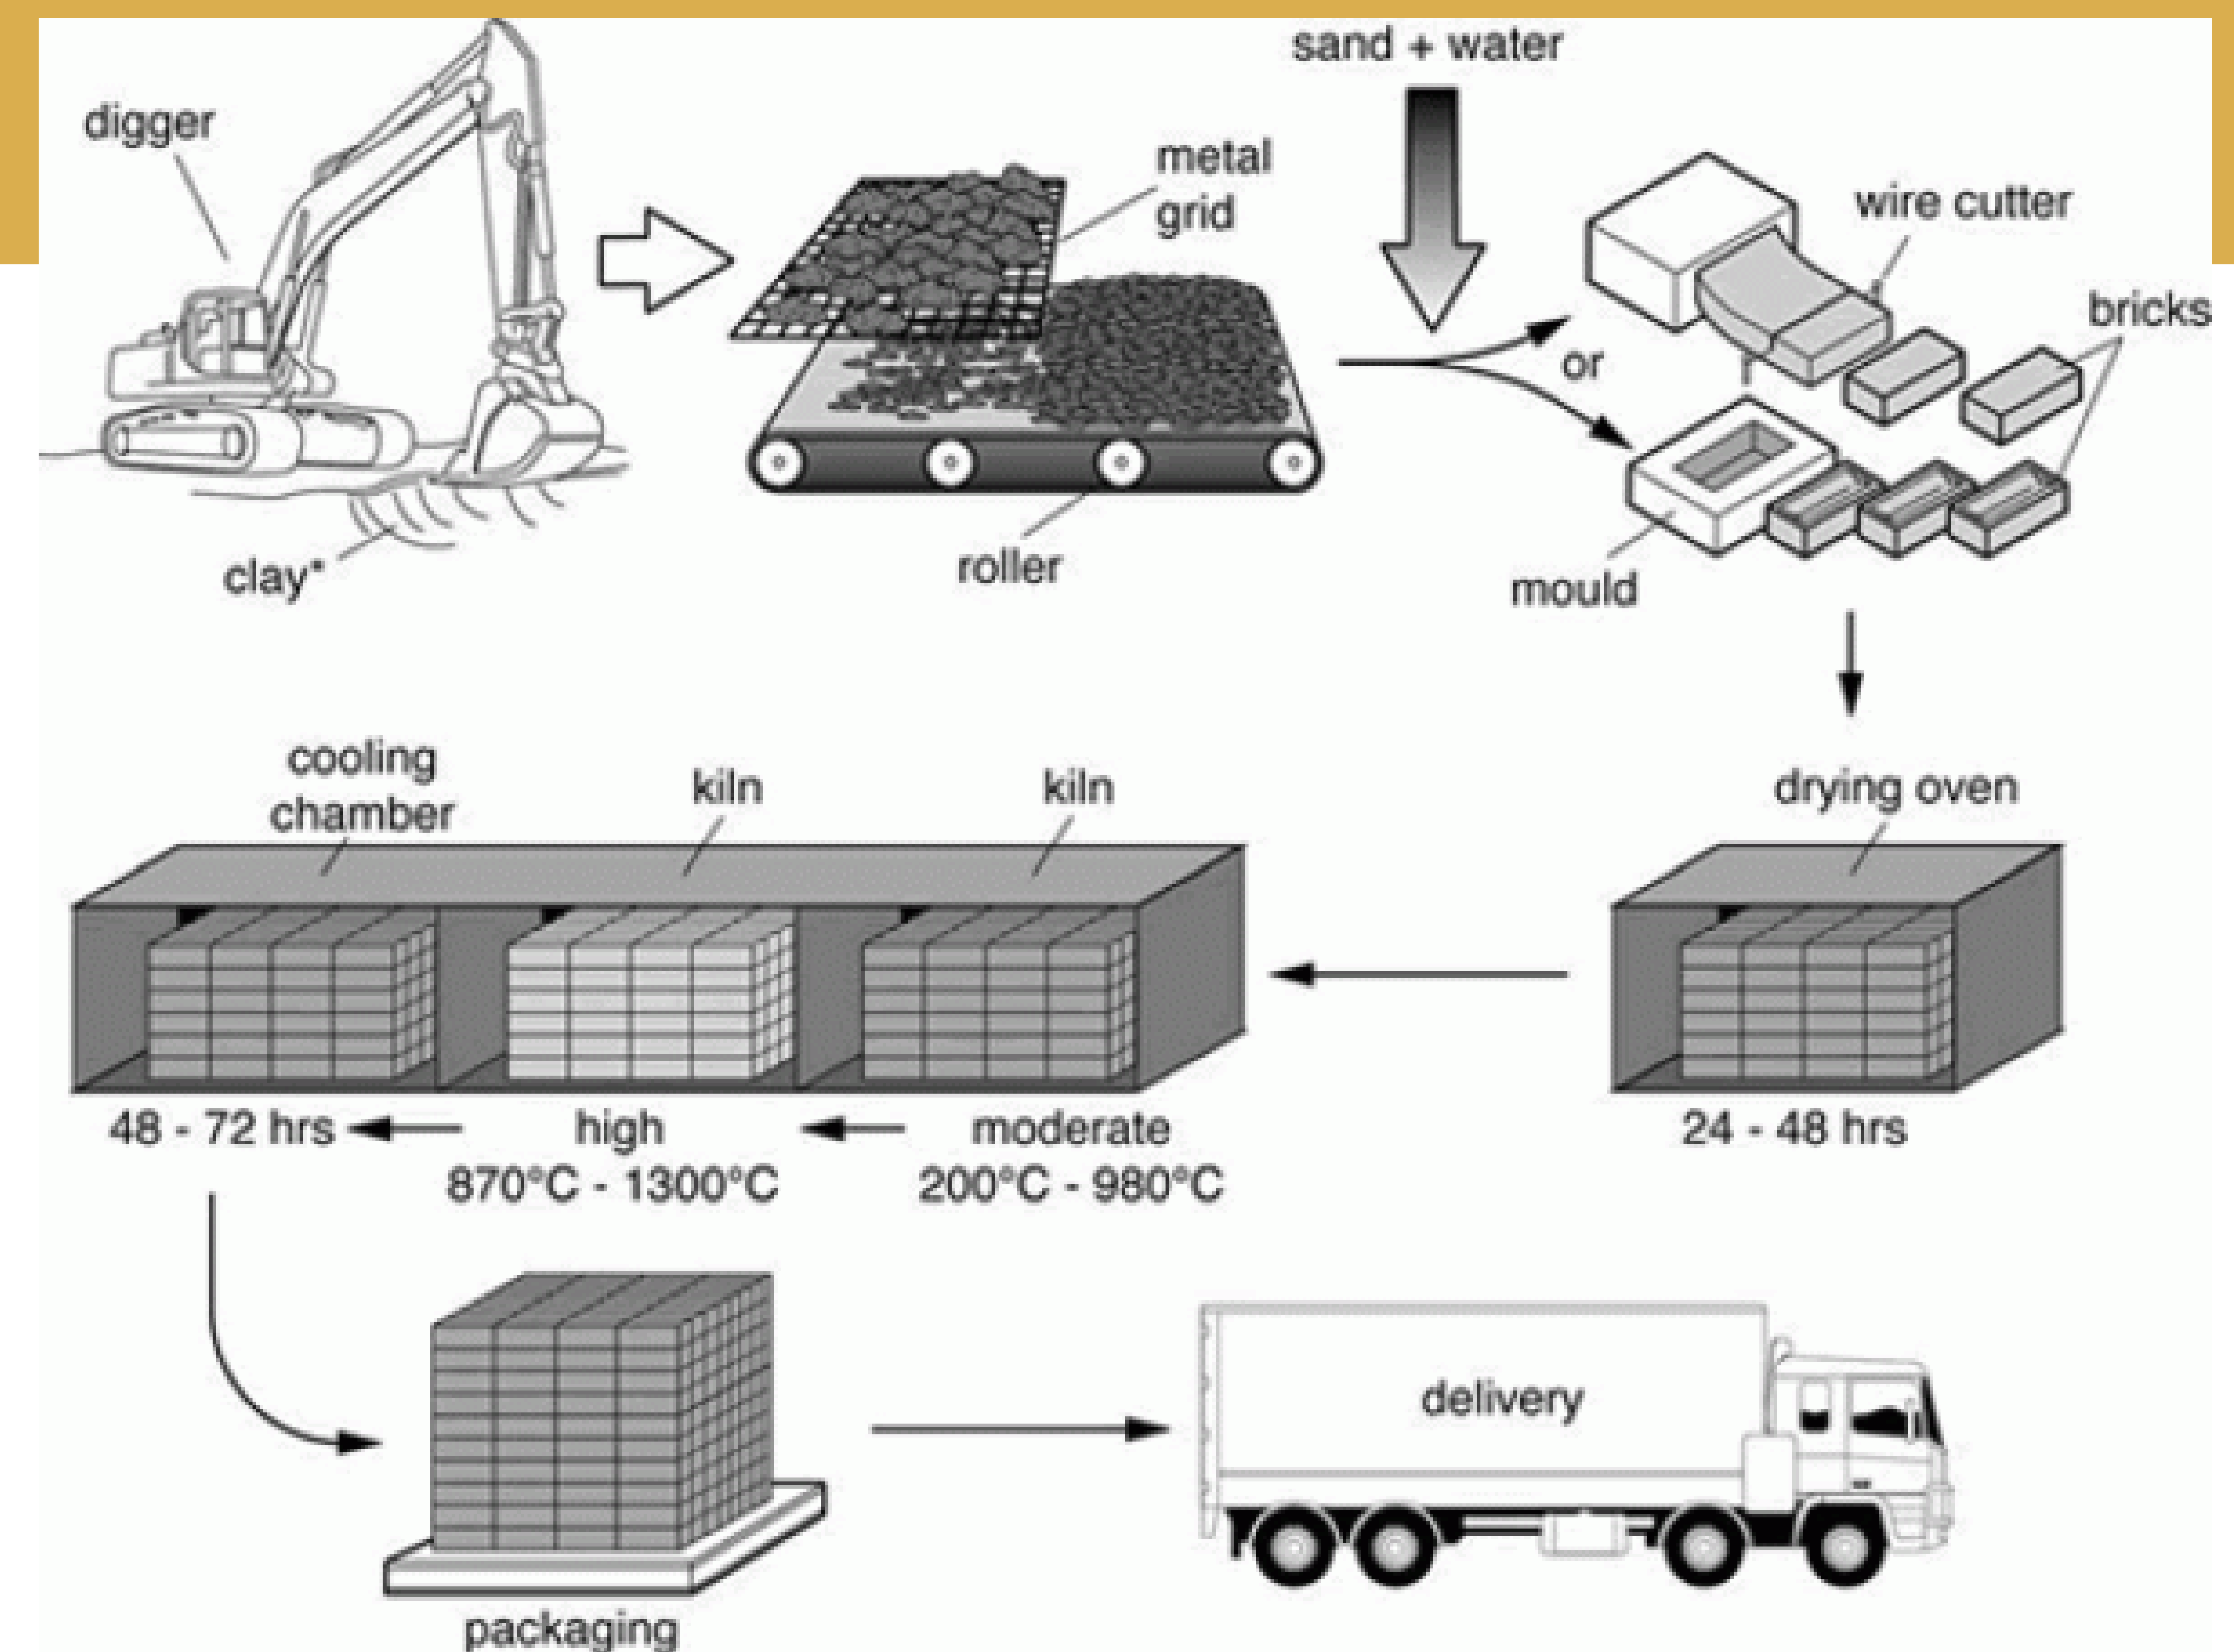 sand + water
digger
metal
grid
wire cutter
bricks
or
roller
clay*
mould
cooling
chamber
kiln
kiln
drying oven
48 - 72 hrs
high
moderate
24 - 48 hrs
870°C - 1300°C
200°C - 980°C
delivery
packaging